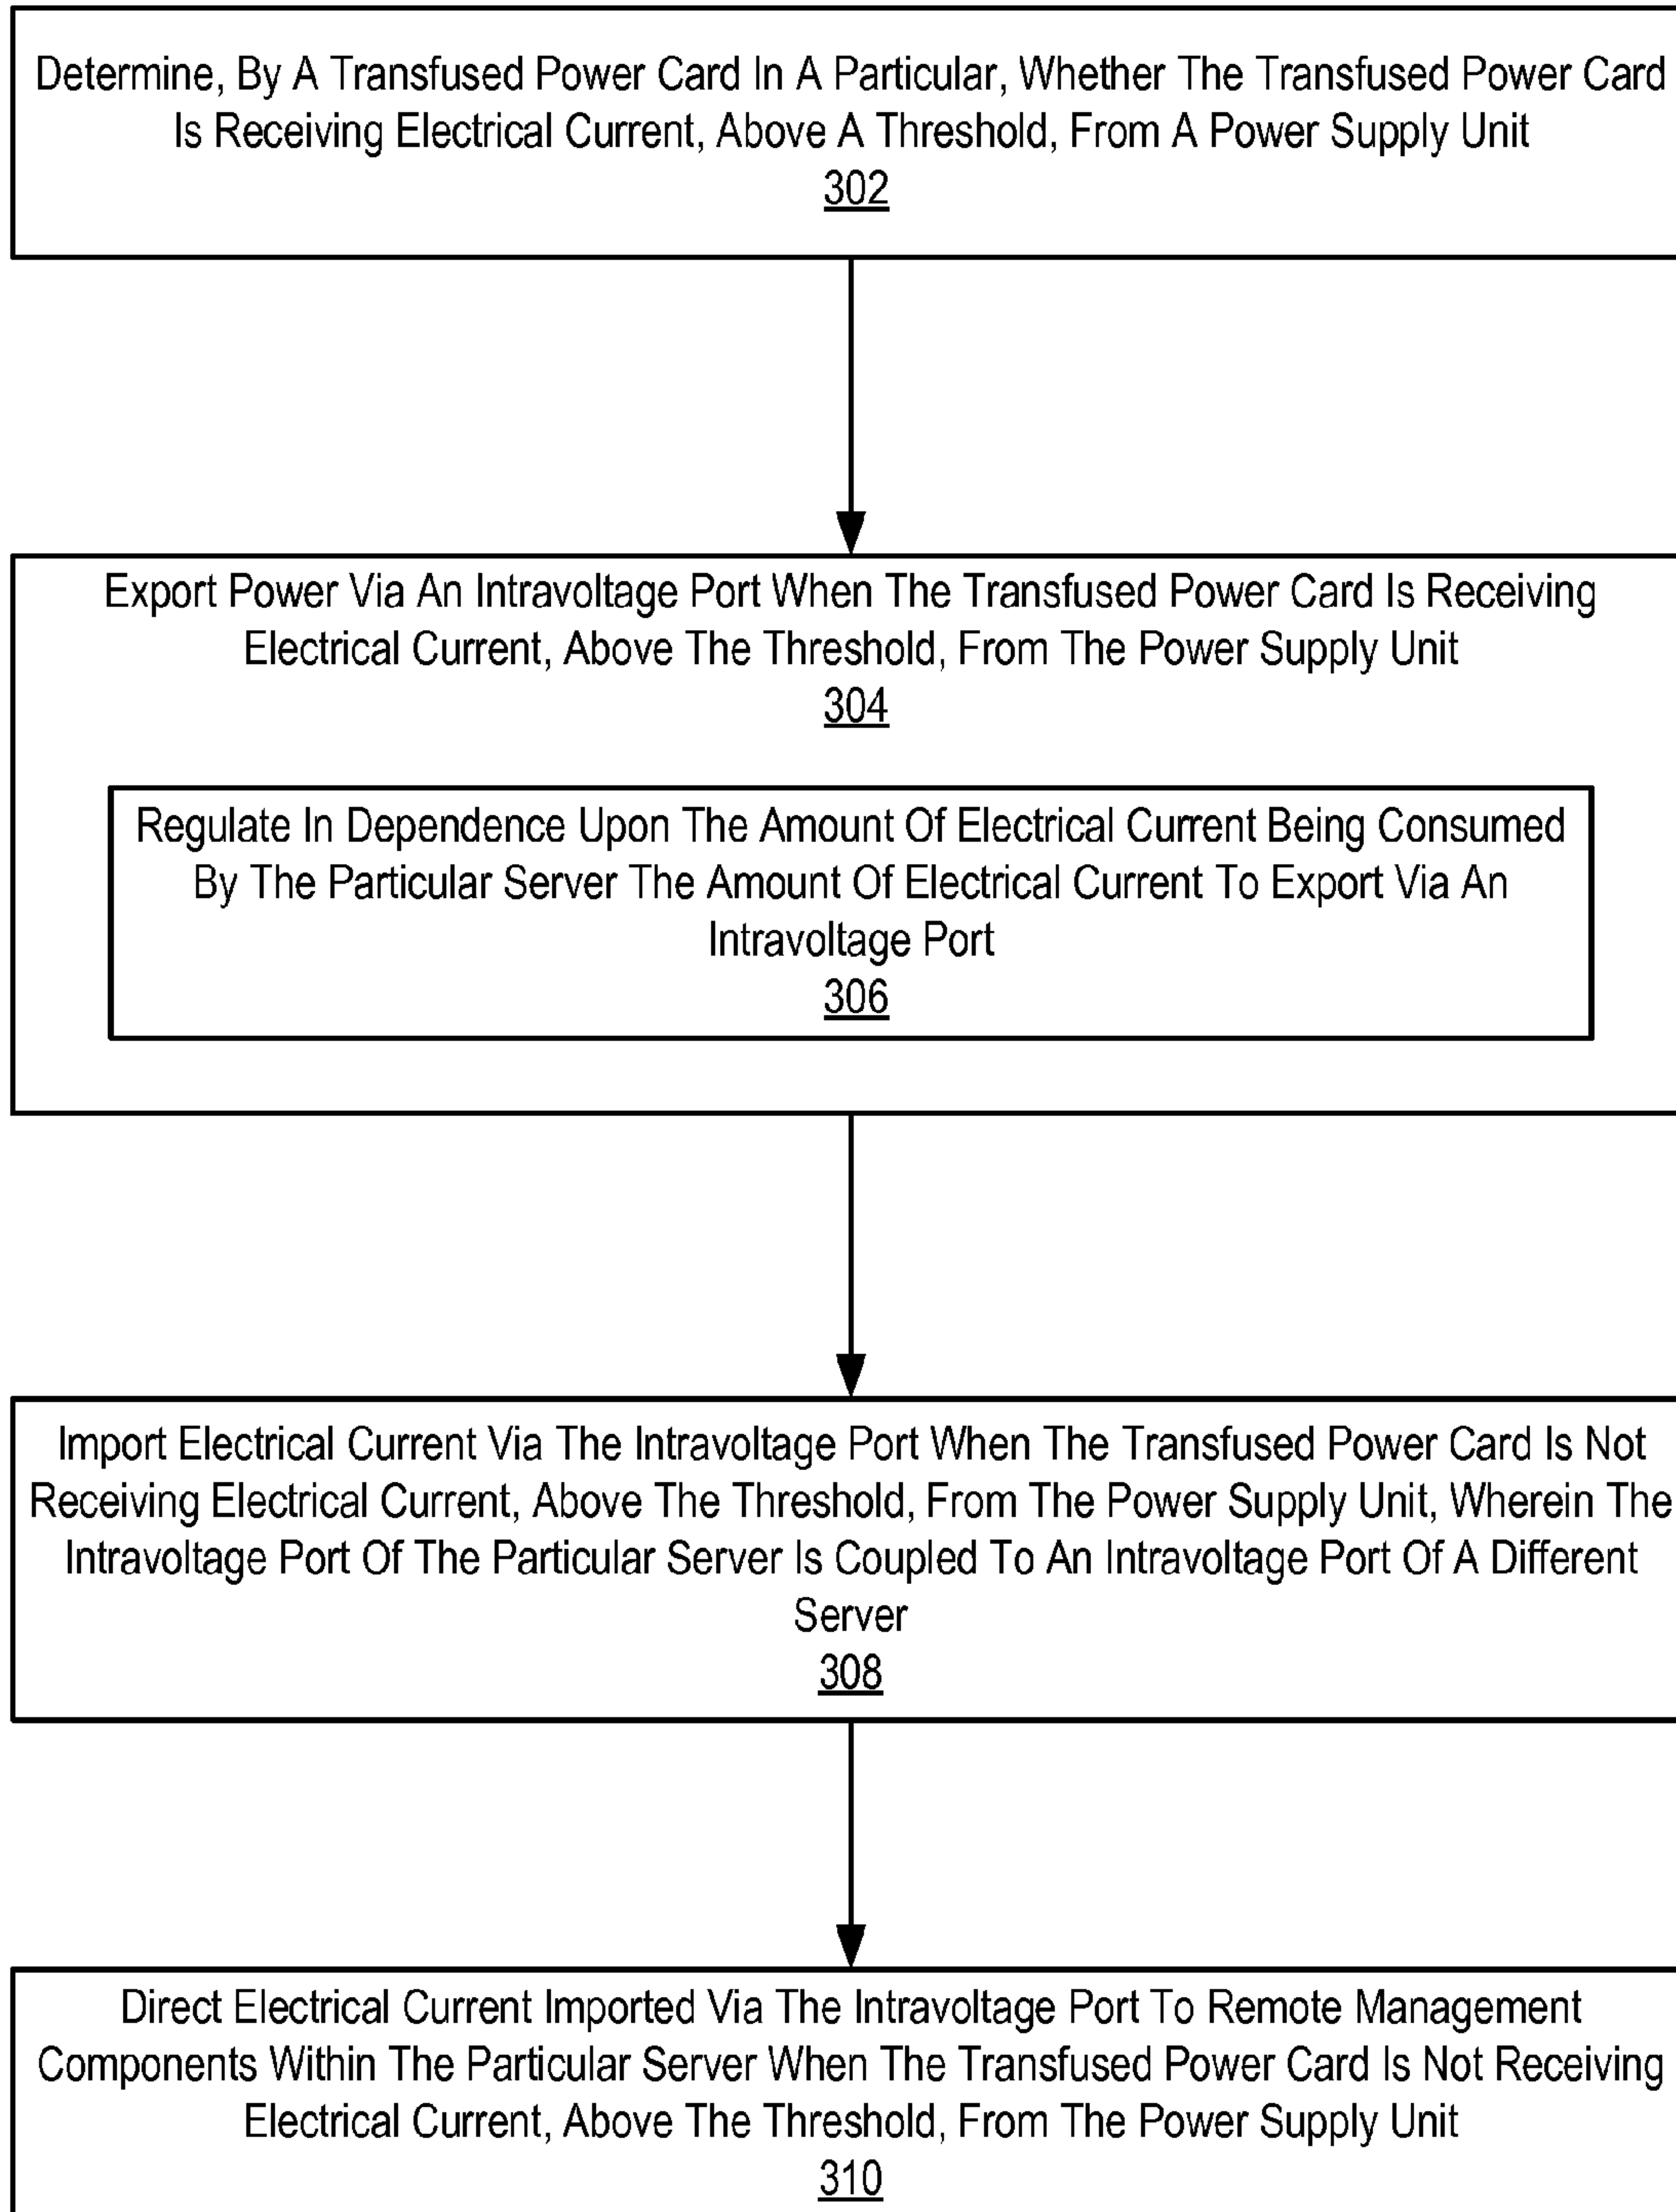 Determine, By A Transfused Power Card In A Particular, Whether The Transfused Power Card
Is Receiving Electrical Current, Above A Threshold, From A Power Supply Unit
302
Export Power Via An Intravoltage Port When The Transfused Power Card Is Receiving
Electrical Current, Above The Threshold, From The Power Supply Unit
304
Regulate In Dependence Upon The Amount Of Electrical Current Being Consumed
By The Particular Server The Amount Of Electrical Current To Export Via An
Intravoltage Port
306
Import Electrical Current Via The Intravoltage Port When The Transfused Power Card Is Not
Receiving Electrical Current, Above The Threshold, From The Power Supply Unit, Wherein The
Intravoltage Port Of The Particular Server Is Coupled To An Intravoltage Port Of A Different
Server
308
Direct Electrical Current Imported Via The Intravoltage Port To Remote Management
Components Within The Particular Server When The Transfused Power Card Is Not Receiving
Electrical Current, Above The Threshold, From The Power Supply Unit
310